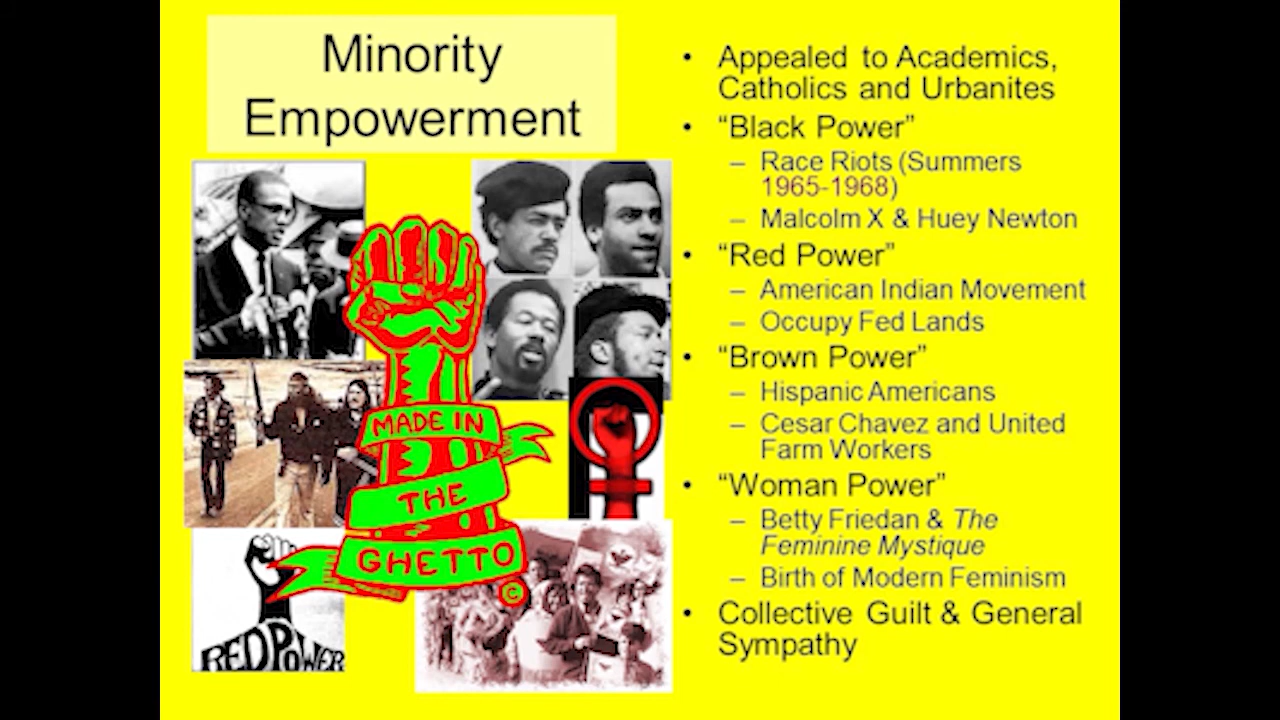 Minority
Empowerment
• Appealed to Academics,
Catholics and Urbanites
• “Black Power”
– Race Riots (Summers
1965-1968)
– Malcolm X & Huey Newton
• “Red Power”
– American Indian Movement
– Occupy Fed Lands
• “Brown Power”
– Hispanic Americans
– Cesar Chavez and United
Farm Workers
• “Woman Power”
– Betty Friedan & The
Feminine Mystique
– Birth of Modern Feminism
• Collective Guilt & General
Sympathy
MADE IN
THE
GHETTO
©
RED POWER